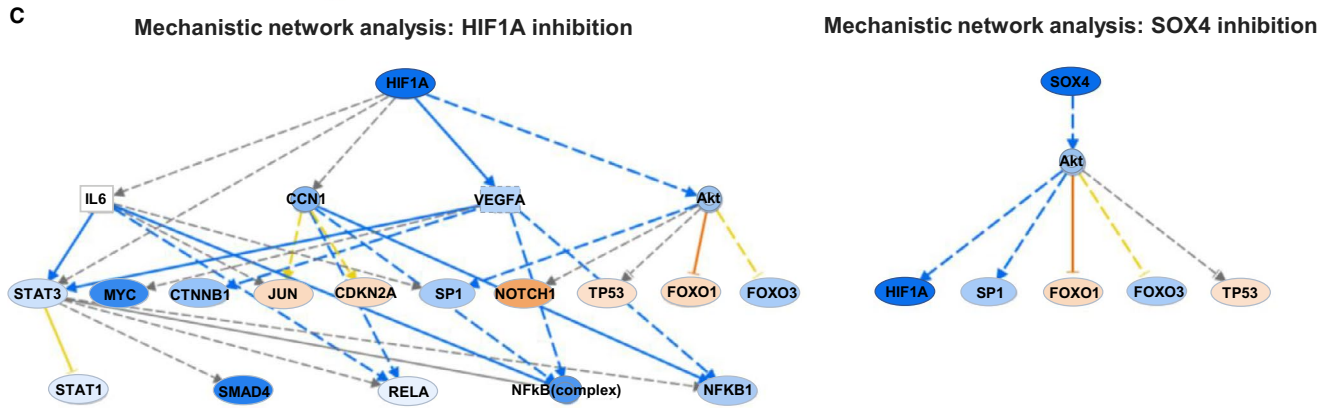 C
Mechanistic network analysis: HIF1A inhibition
Mechanistic network analysis: SOX4 inhibition
HIF1A
SOX4
Akt
IL6
CCN1
VEGFA
Akt
STAT3
MYC
CTNNB1
JUN
CDKN2A
SP1
NOTCH1
TP53
FOXO1
FOXO3
HIF1A
SP1
FOXO1
FOXO3
TP53
STAT1
SMAD4
RELA
NFkB(complex)
NFKB1